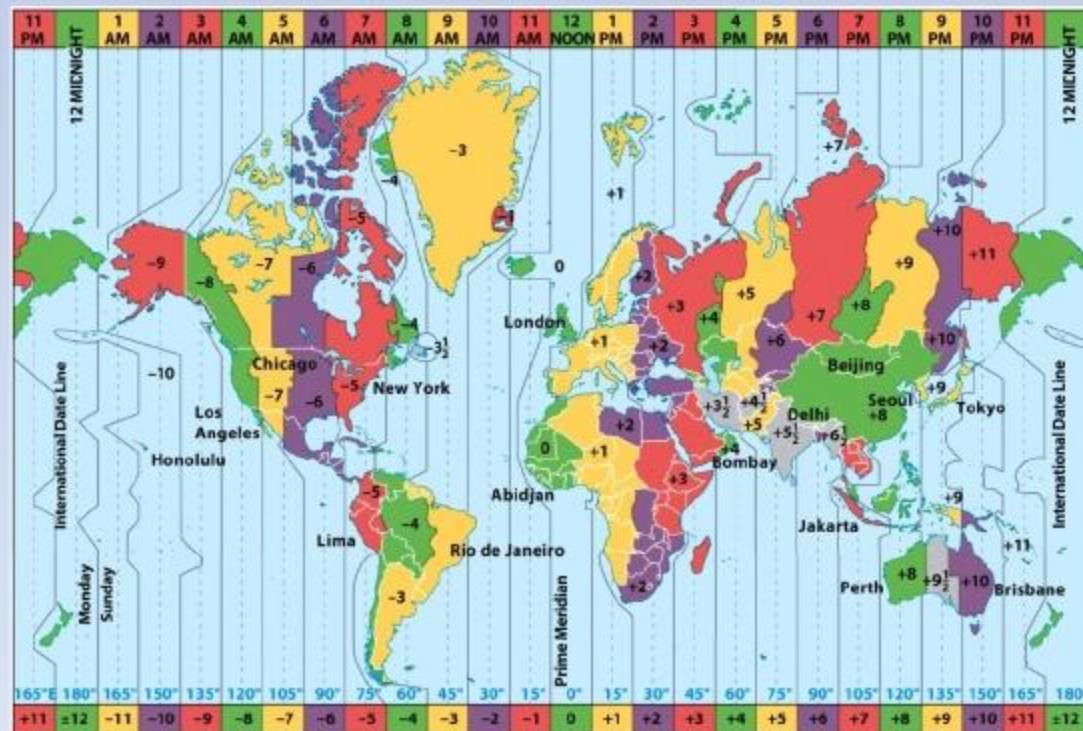 11 PM 12 MIDNIGHT 1 AM 2 AM 3 AM 4 AM 5 AM 6 AM 7 AM 8 AM 9 AM 10 AM 11 AM 12 NOON 1 PM 2 PM 3 PM 4 PM 5 PM 6 PM 7 PM 8 PM 9 PM 10 PM 11 PM 12 MIDNIGHT
+7
-3
-4
+1
-5
-1
+10
-9
-7
-6
0
+2
+11
-8
+5
+9
+3
-4
London
+4
+7
+8
-3½
+1
+2
+6
+10
Chicago
Beijing
-10
-5
New York
+9
-7
-6
+3½
+4½
Delhi
Seoul
Tokyo
Los
Angeles
+2
+5
+5½
+8
+6½
Honolulu
0
+1
+4
Bombay
International Date Line
-5
Abidjan
+3
+9
International Date Line
-4
Lima
Rio de Janeiro
Jakarta
+11
-3
Perth
+8
+9½
+10
Brisbane
+2
Monday
Sunday
Prime Meridian
165°E 180° 165° 150° 135° 120° 105° 90° 75° 60° 45° 30° 15° 0° 15° 30° 45° 60° 75° 90° 105° 120° 135° 150° 165° 180
+11 ±12 -11 -10 -9 -8 -7 -6 -5 -4 -3 -2 -1 0 +1 +2 +3 +4 +5 +6 +7 +8 +9 +10 +11 ±12